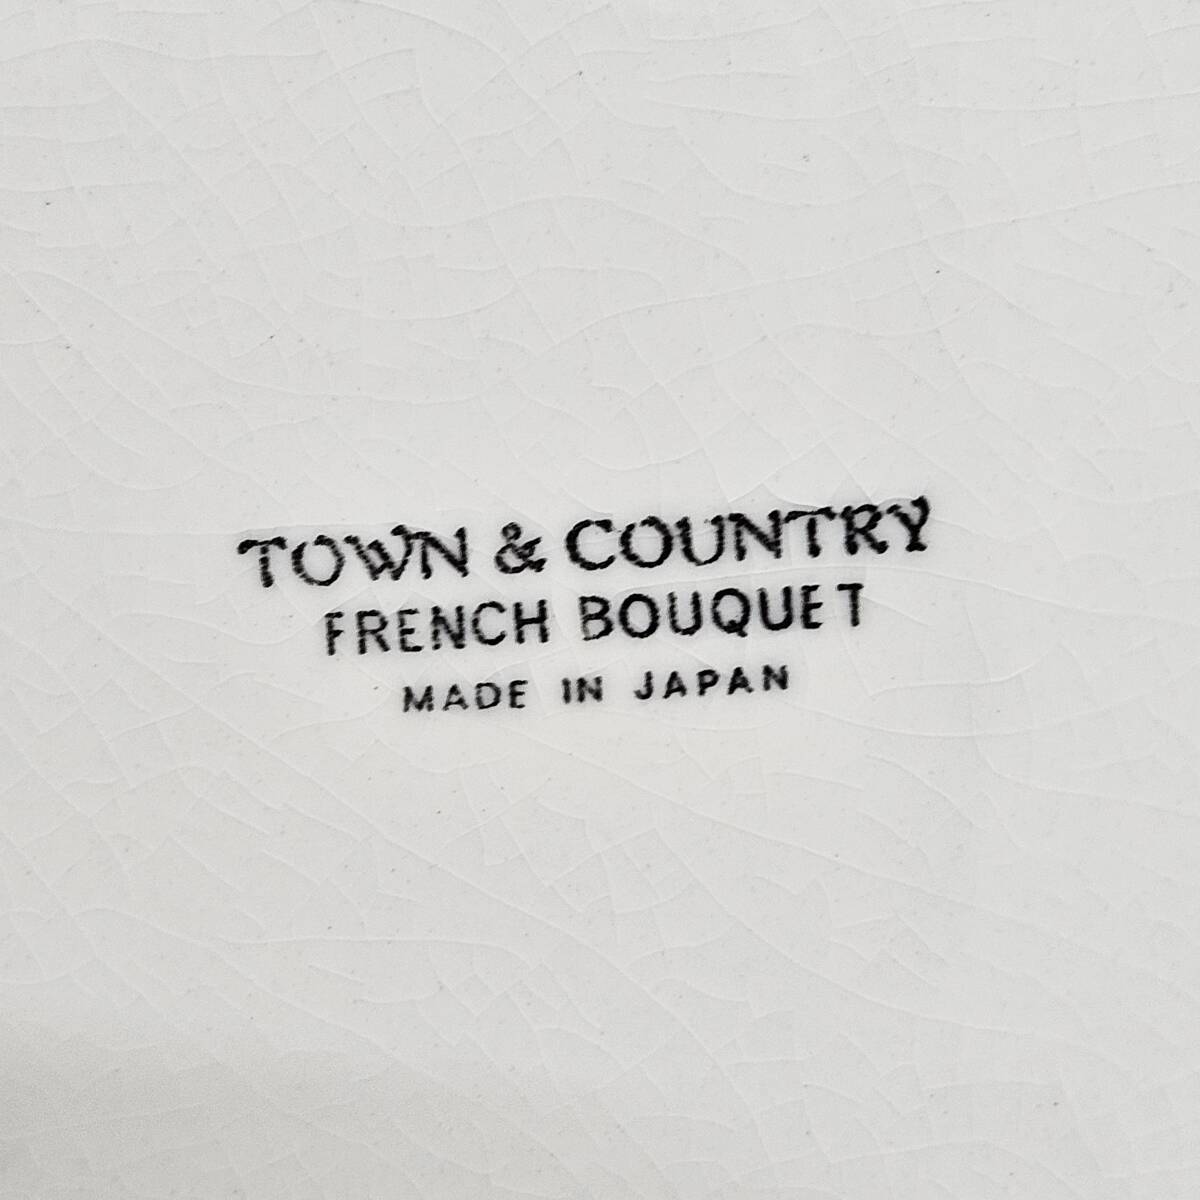 TOWN & COUNTRY
FRENCH BOUQUET
MADE IN JAPAN